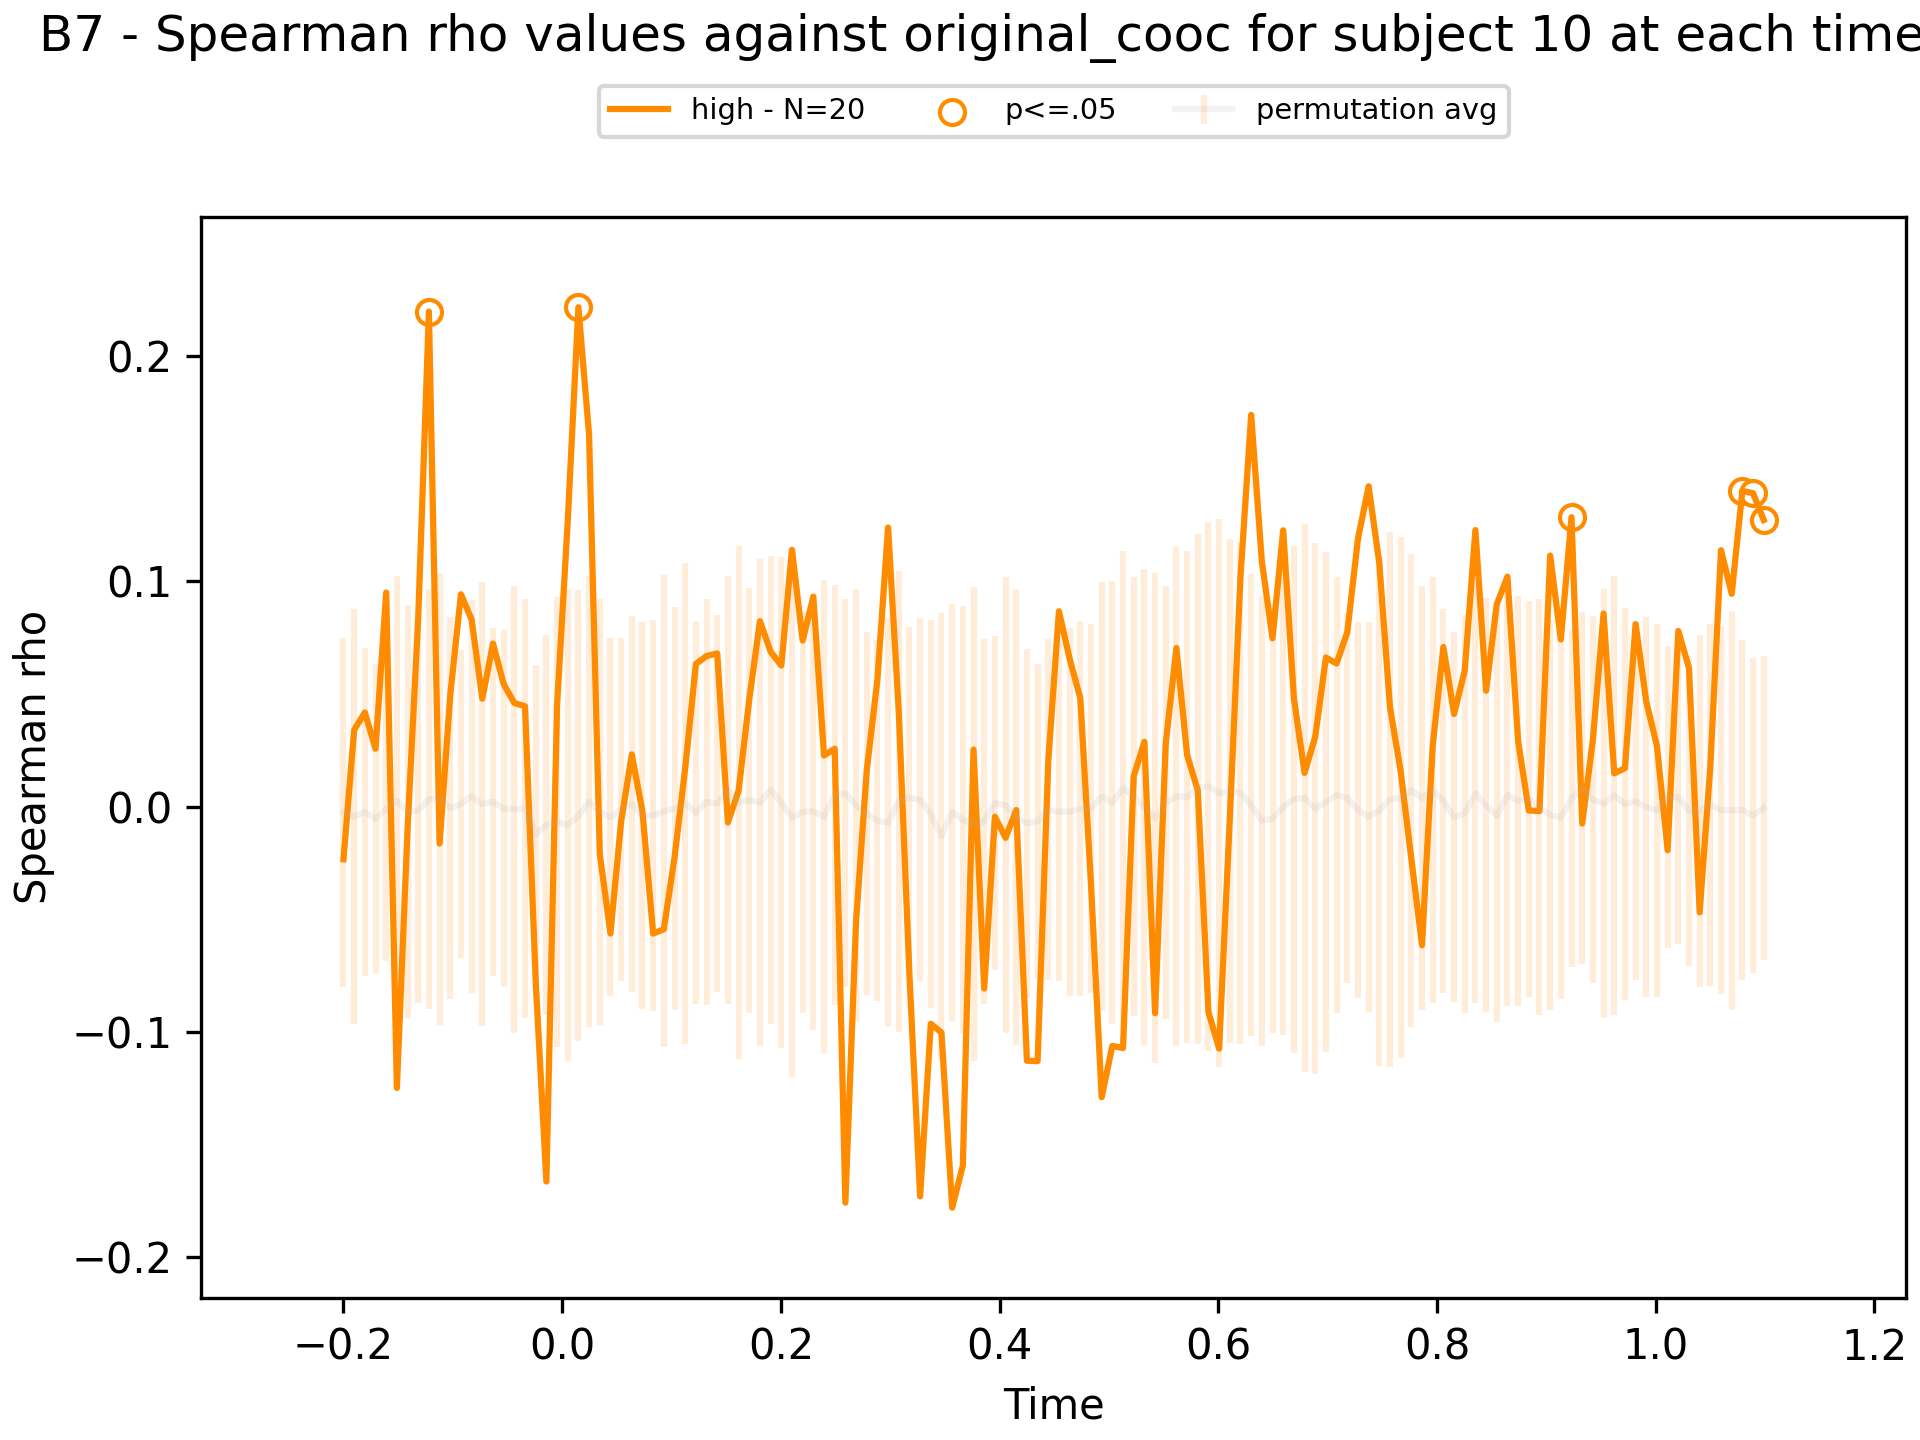 B7 - Spearman rho values against original_cooc for subject 10 at each time
high - N=20 p<=.05 permutation avg
Spearman rho
0.2
0.1
0.0
−0.1
−0.2
−0.2 0.0 0.2 0.4 0.6 0.8 1.0 1.2
Time